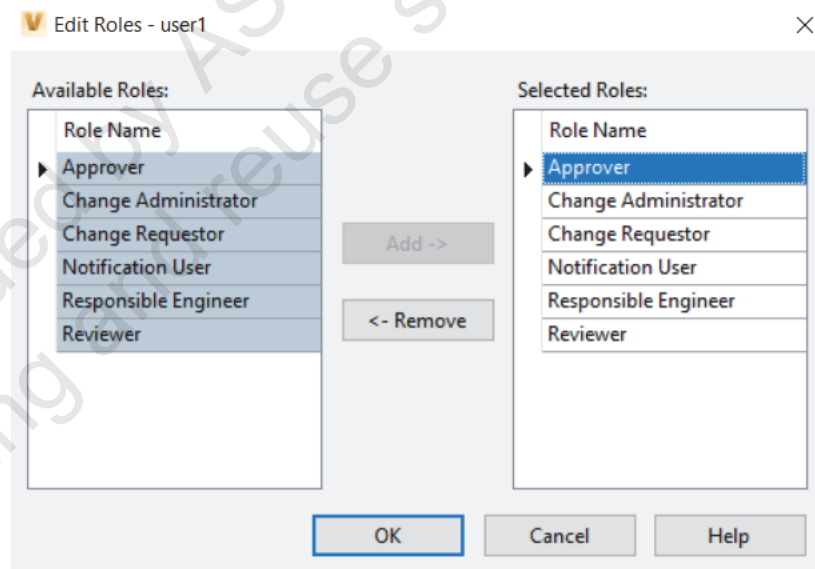 Edit Roles - user1
Available Roles:
Role Name
Approver
Change Administrator
Change Requestor
Notification User
Responsible Engineer
Reviewer
Add ->
<- Remove
Selected Roles:
Role Name
Approver
Change Administrator
Change Requestor
Notification User
Responsible Engineer
Reviewer
OK
Cancel
Help